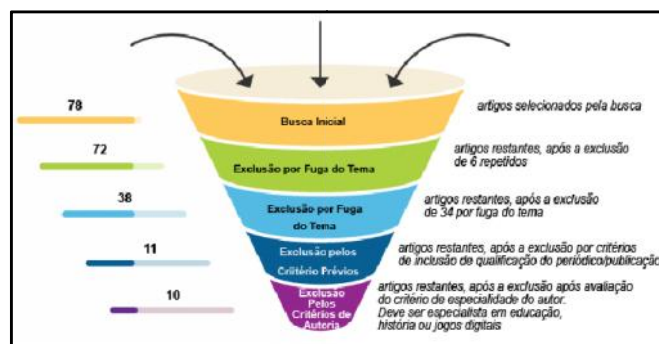 78
Busca Inicial
artigos selecionados pela busca
72
Exclusão por Fuga do Tema
artigos restantes, após a exclusão
de 6 repetidos
38
Exclusão por Fuga
do Tema
artigos restantes, após a exclusão
de 34 por fuga do tema
11
Exclusão pelos
Critério Prévios
artigos restantes, após a exclusão por critérios
de inclusão de qualificação do periódico/publicação
10
Exclusão
Pelos
Critérios de
Autoria
artigos restantes, após a exclusão após avaliação
do critério de especialidade do autor.
Deve ser especialista em educação,
história ou jogos digitais